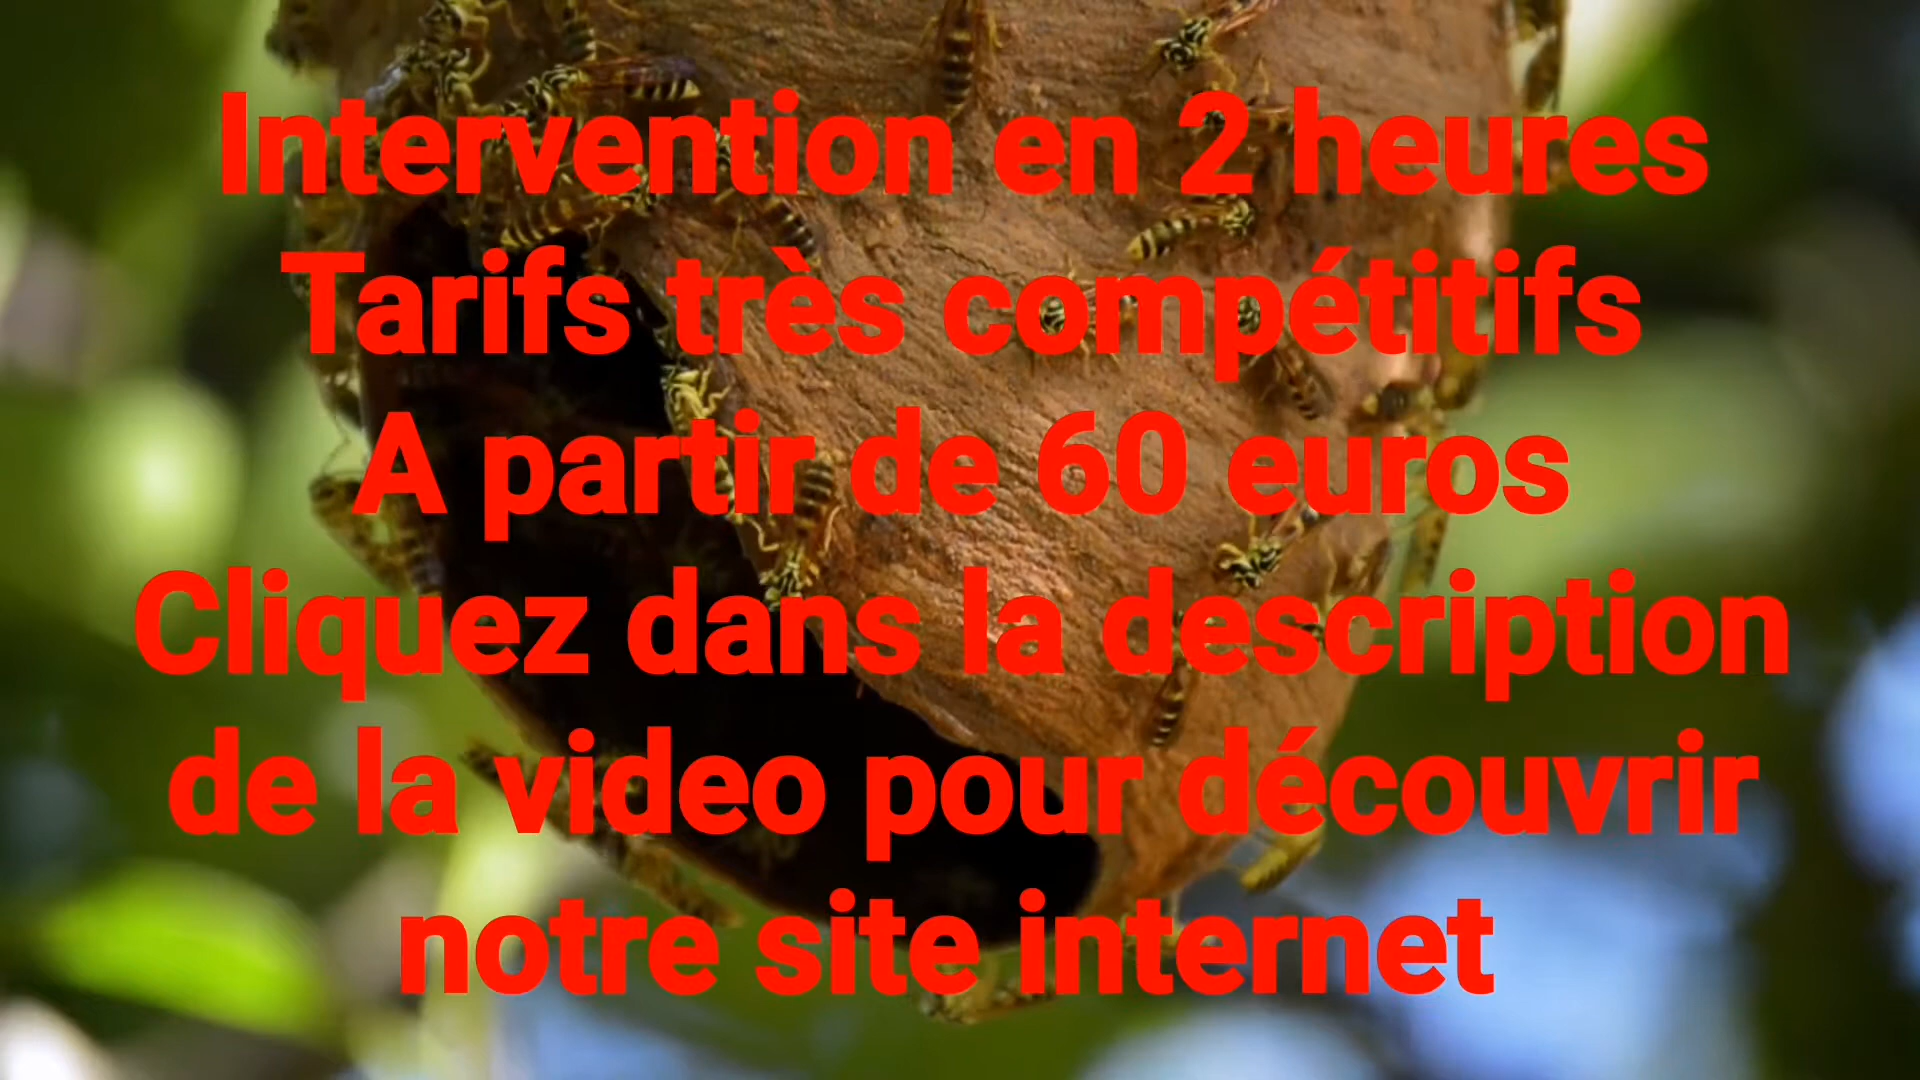 Intervention en 2 heures
Tarifs très compétitifs
A partir de 60 euros
Cliquez dans la description
de la video pour découvrir
notre site internet